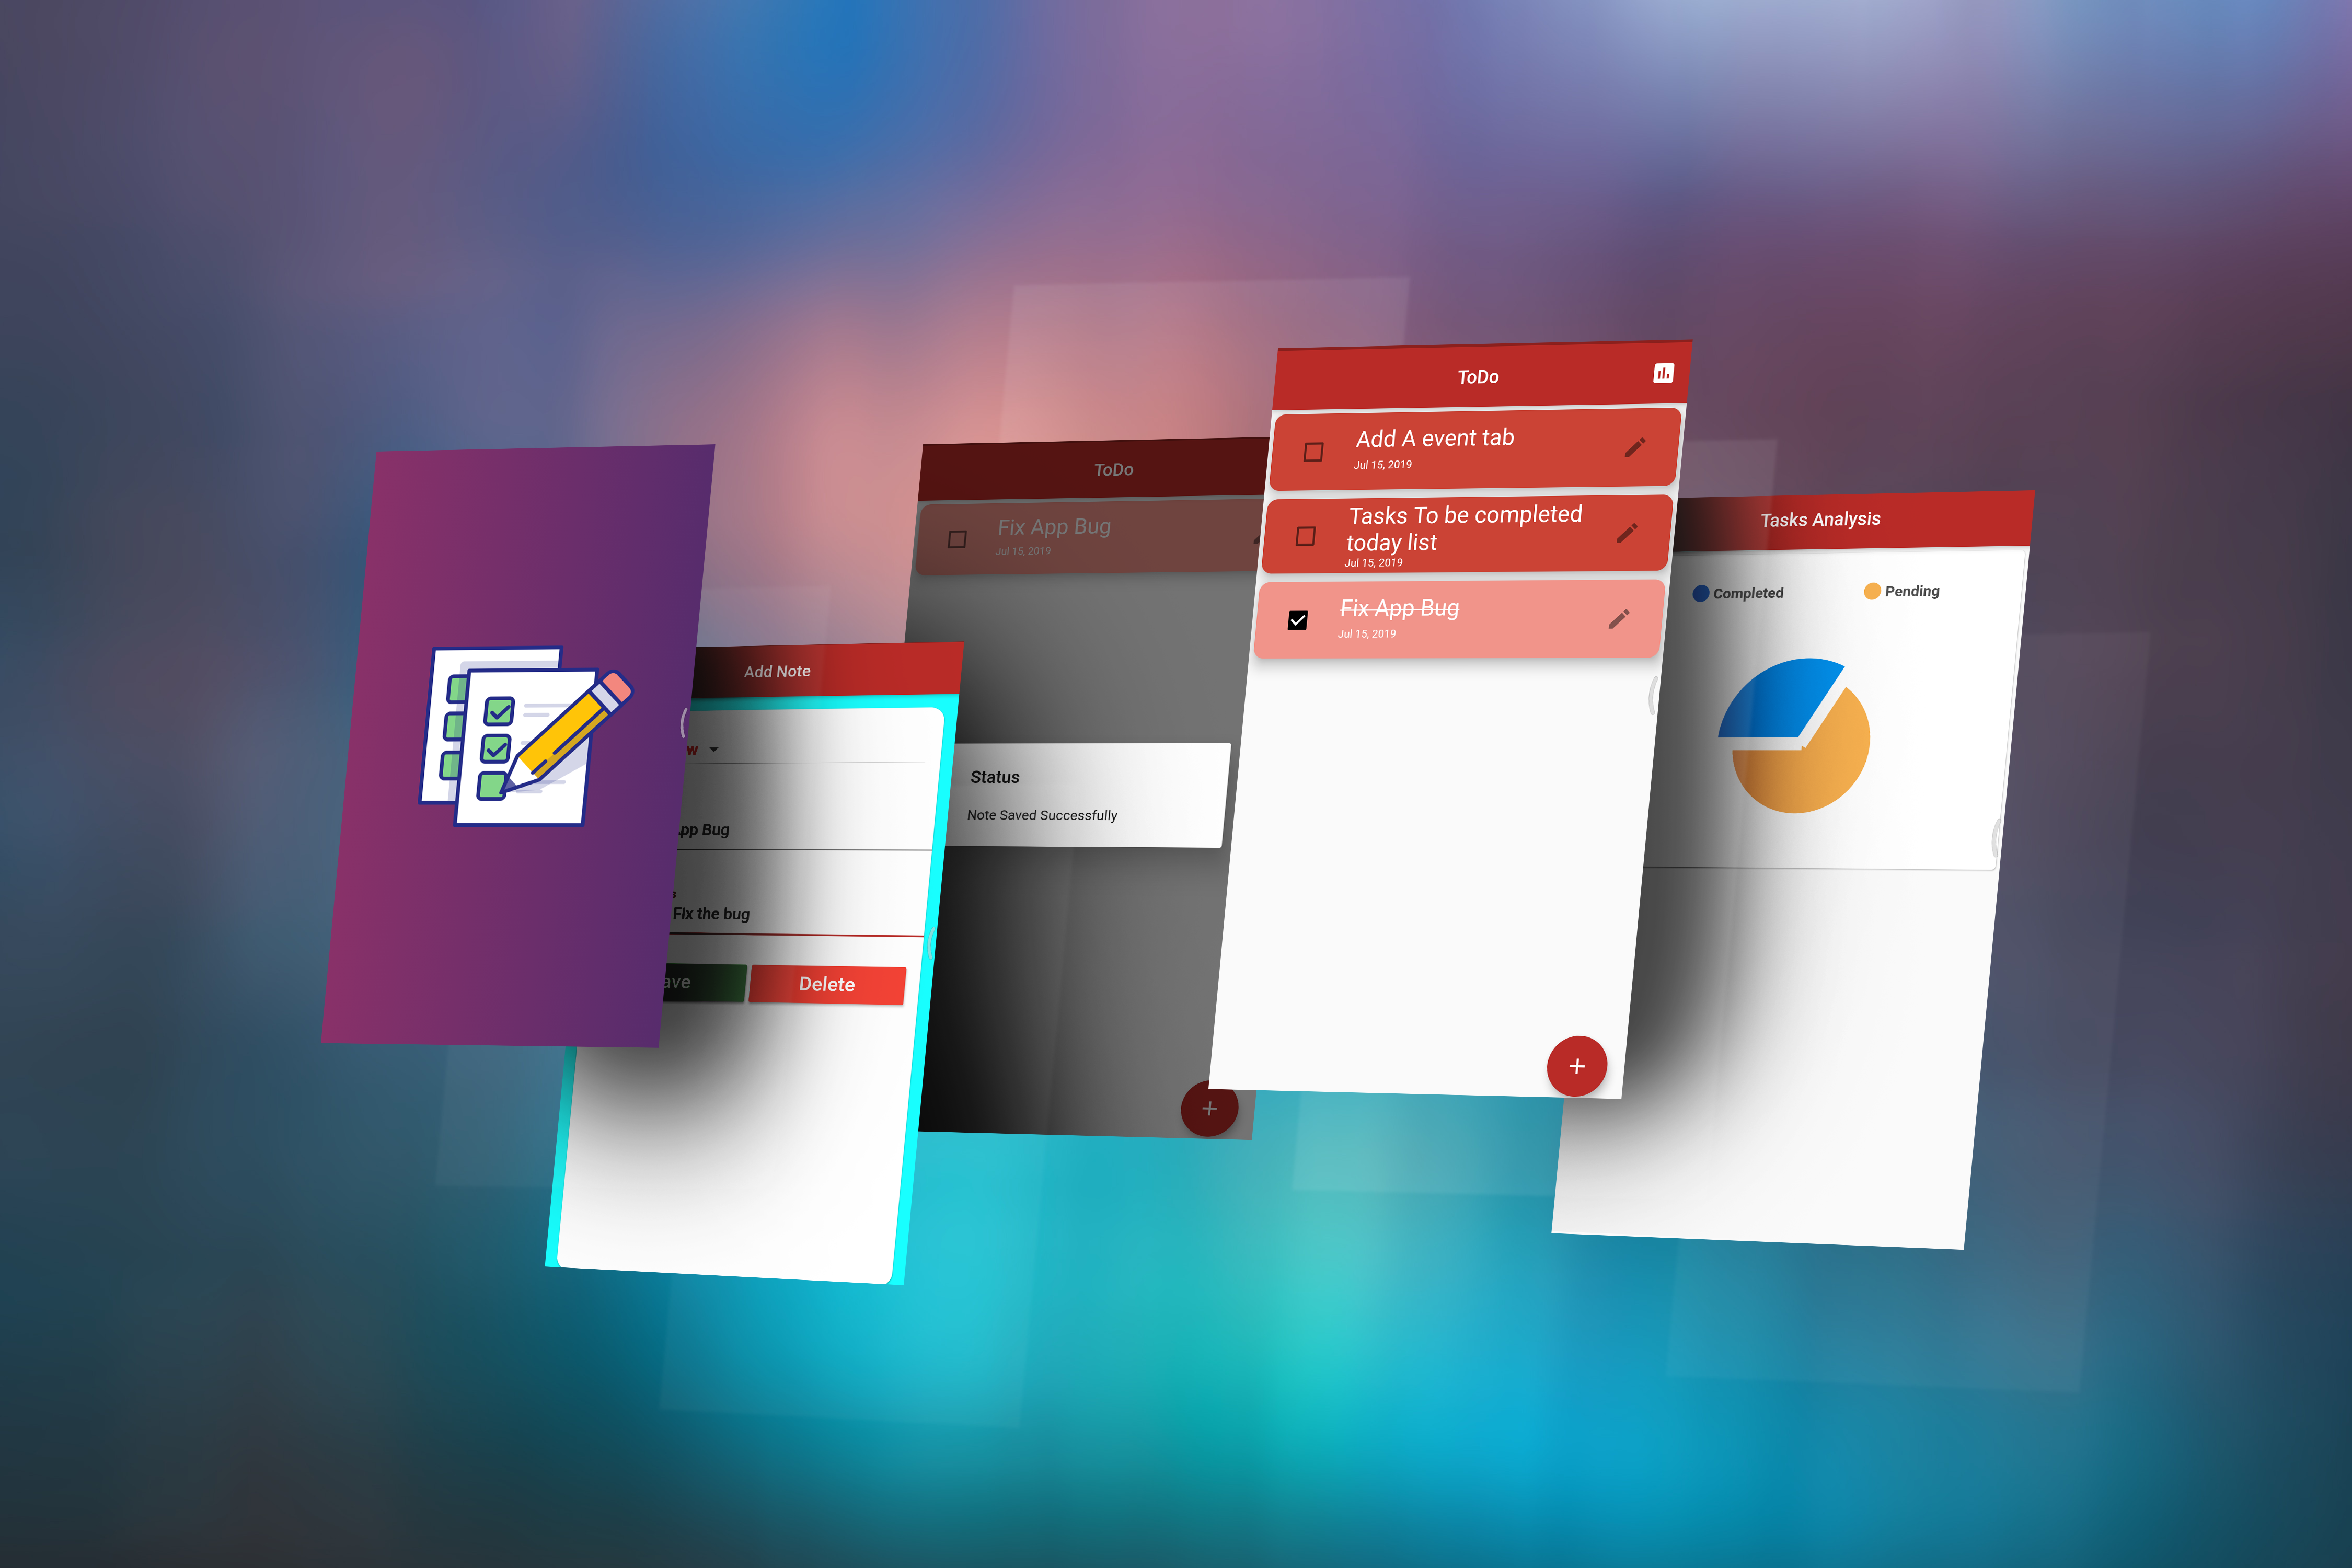 Add Note
App Bug
Fix the bug
Delete
ToDo
Fix App Bug
Jul 15, 2019
Status
Note Saved Successfully
+
ToDo
Add A event tab
Jul 15, 2019
Tasks To be completed
today list
Jul 15, 2019
Fix App Bug
Jul 15, 2019
+
Tasks Analysis
Completed
Pending